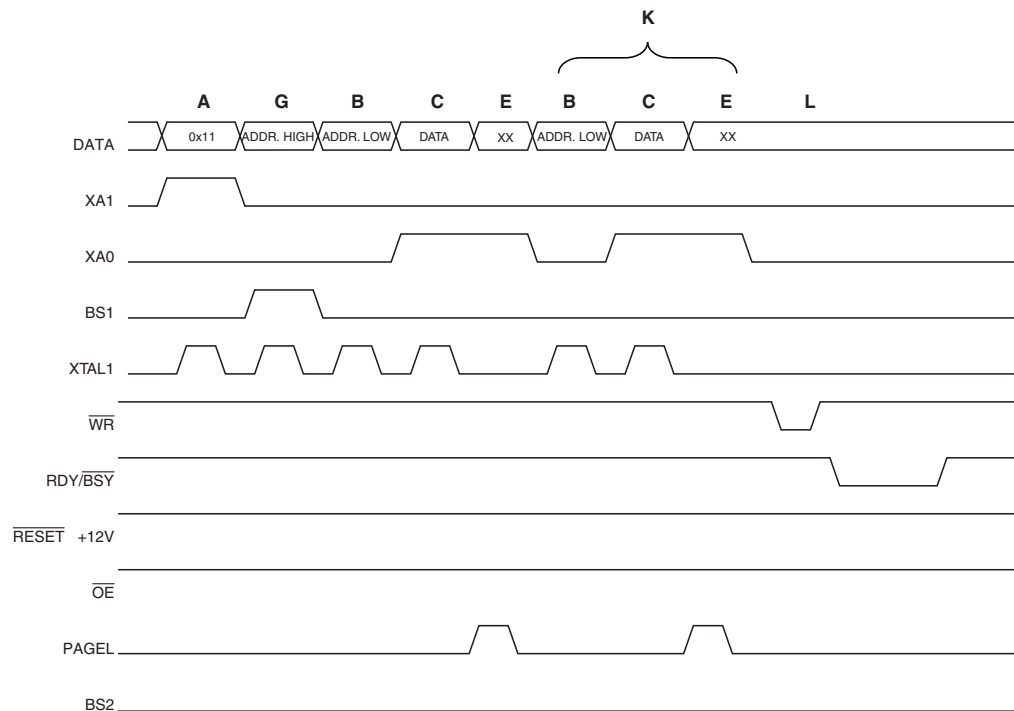 K
A G B C E B C E L
DATA 0x11 ADDR. HIGH ADDR. LOW DATA XX ADDR. LOW DATA XX
XA1
XA0
BS1
XTAL1
WR
RDY/BSY
RESET +12V
OE
PAGEL
BS2